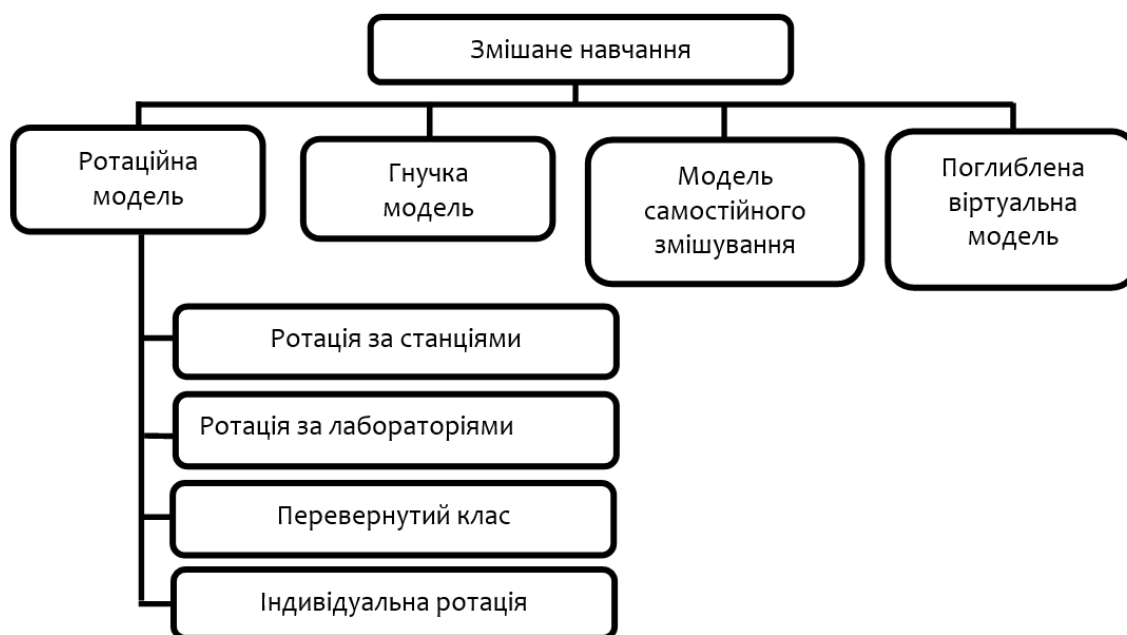 Змішане навчання
Ротаційна
модель
Гнучка
модель
Модель
самостійного
змішування
Поглиблена
віртуальна
модель
Ротація за станціями
Ротація за лабораторіями
Перевернутий клас
Індивідуальна ротація